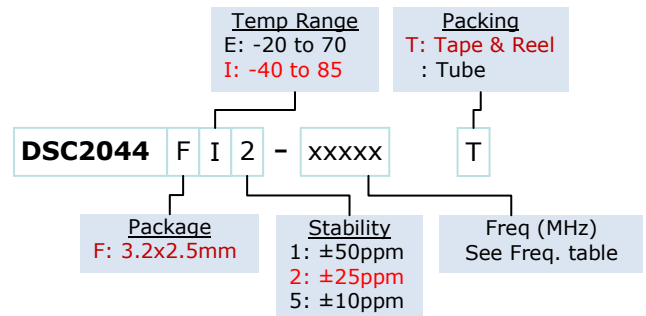 Temp Range
E: -20 to 70
I: -40 to 85
Packing
T: Tape & Reel
: Tube
DSC2044 F I 2 - xxxxx T
Package
F: 3.2x2.5mm
Stability
1: ±50ppm
2: ±25ppm
5: ±10ppm
Freq (MHz)
See Freq. table